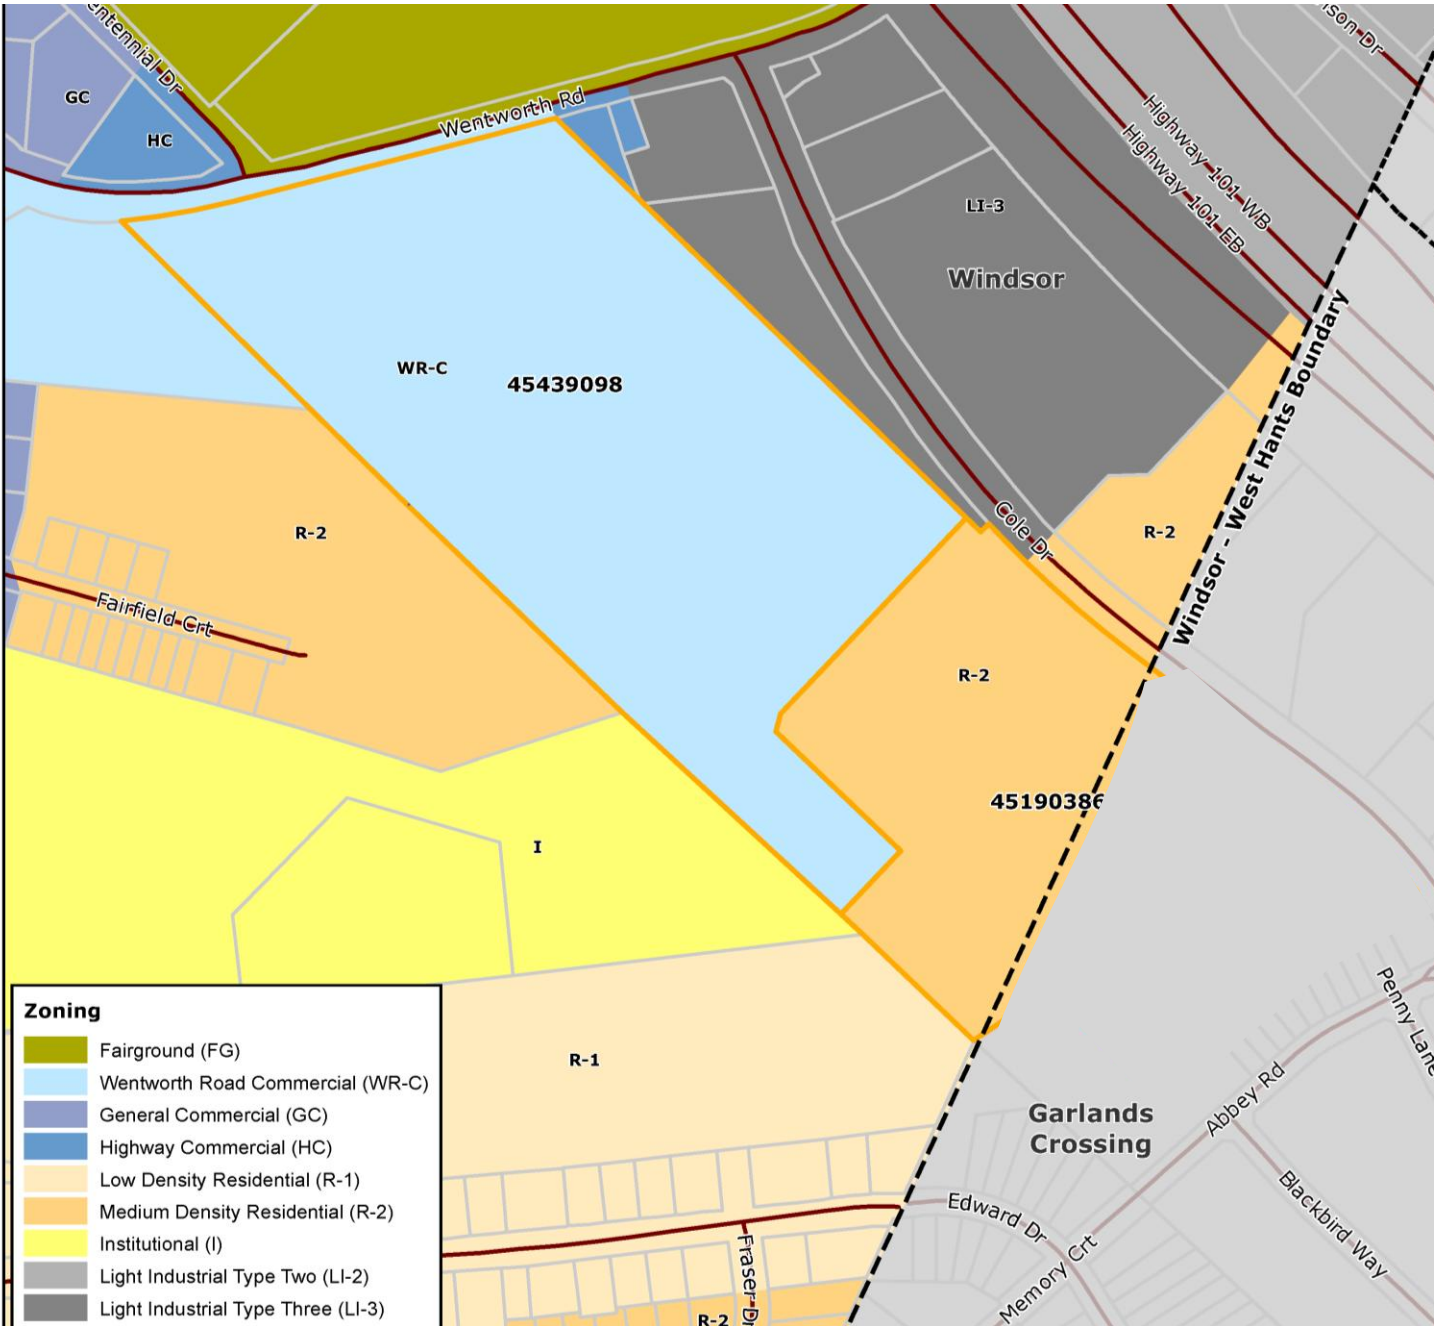 entennial Dr
nson Dr
GC
HC
Wentworth Rd
Highway 101 WB
Highway 101 EB
LI-3
Windsor
WR-C
45439098
Windsor - West Hants Boundary
R-2
Cole Dr
R-2
Fairfield Crt
R-2
45190386
I
Penny Lane
R-1
Abbey Rd
Garlands
Crossing
Edward Dr
Blackbird Way
Memory Crt
Fraser Dr
R-2
Zoning
Fairground (FG)
Wentworth Road Commercial (WR-C)
General Commercial (GC)
Highway Commercial (HC)
Low Density Residential (R-1)
Medium Density Residential (R-2)
Institutional (I)
Light Industrial Type Two (LI-2)
Light Industrial Type Three (LI-3)